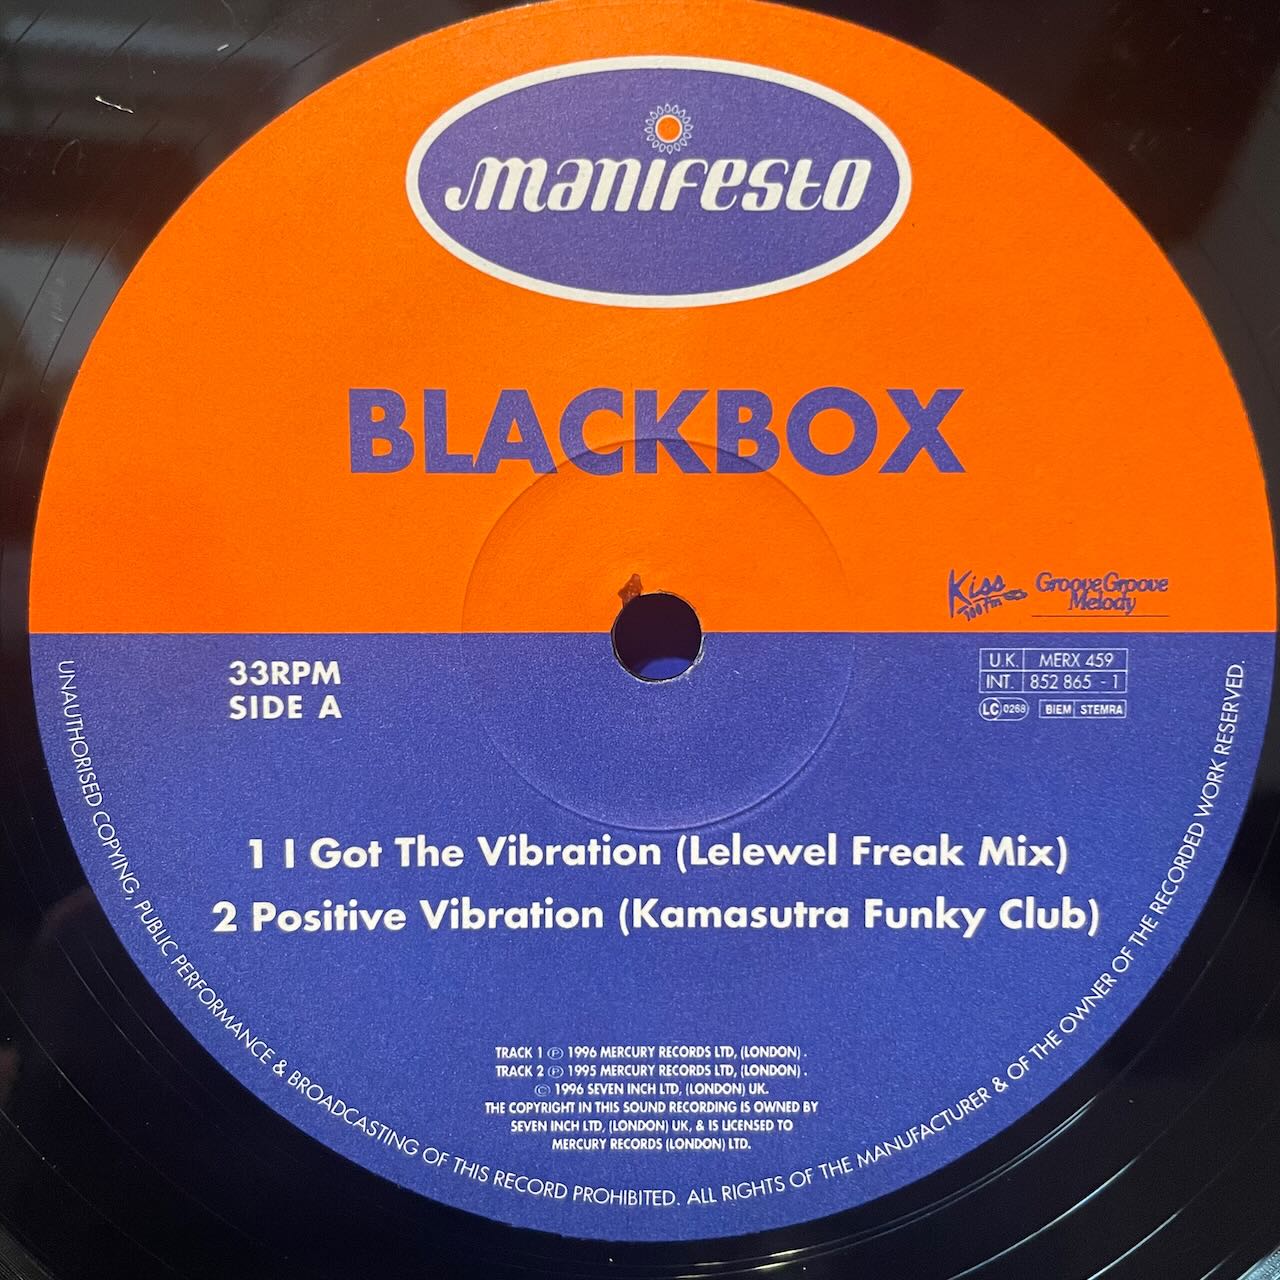 manifesto
BLACKBOX
Kiss
100 fm
Groove Groove
Melody
33RPM
SIDE A
U.K. MERX 459
INT. 852 865 - 1
LC 0268 BIEM STEMRA
1 I Got The Vibration (Lelewel Freak Mix)
2 Positive Vibration (Kamasutra Funky Club)
TRACK 1 ℗ 1996 MERCURY RECORDS LTD, (LONDON) .
TRACK 2 ℗ 1995 MERCURY RECORDS LTD, (LONDON) .
© 1996 SEVEN INCH LTD, (LONDON) UK.
THE COPYRIGHT IN THIS SOUND RECORDING IS OWNED BY
SEVEN INCH LTD, (LONDON) UK, & IS LICENSED TO
MERCURY RECORDS (LONDON) LTD.
UNAUTHORISED COPYING, PUBLIC PERFORMANCE & BROADCASTING OF THIS RECORD PROHIBITED. ALL RIGHTS OF THE MANUFACTURER & OF THE OWNER OF THE RECORDED WORK RESERVED.